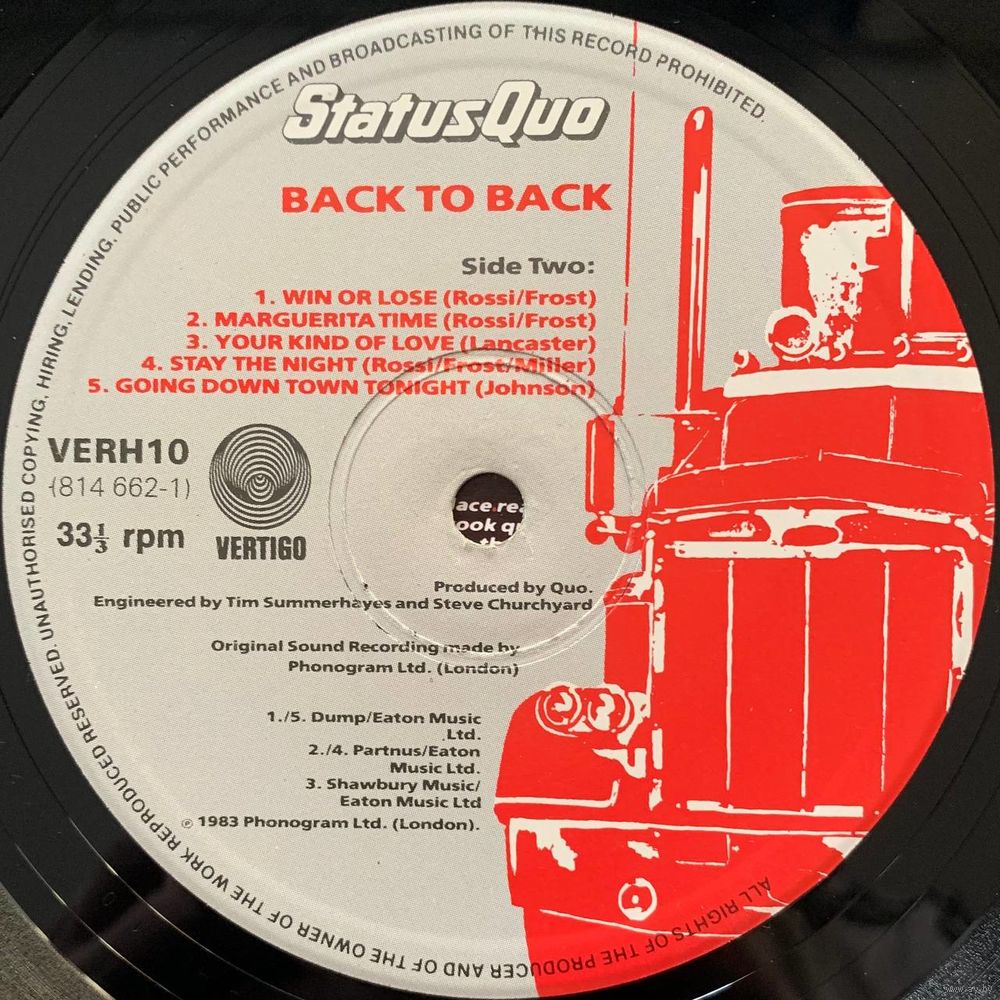 UNAUTHORISED COPYING, HIRING, LENDING. PUBLIC PERFORMANCE AND BROADCASTING OF THIS RECORD PROHIBITED.
StatusQuo
BACK TO BACK
Side Two:
1. WIN OR LOSE (Rossi/Frost)
2. MARGUERITA TIME (Rossi/Frost)
3. YOUR KIND OF LOVE (Lancaster)
4. STAY THE NIGHT (Rossi/Frost/Miller)
5. GOING DOWN TOWN TONIGHT (Johnson)
VERH10
(814 662-1)
33⅓ rpm
VERTIGO
Produced by Quo.
Engineered by Tim Summerhayes and Steve Churchyard
Original Sound Recording made by
Phonogram Ltd. (London)
1./5. Dump/Eaton Music
Ltd.
2./4. Partnus/Eaton
Music Ltd.
3. Shawbury Music/
Eaton Music Ltd
℗ 1983 Phonogram Ltd. (London).
ALL RIGHTS OF THE PRODUCER AND OF THE OWNER OF THE WORK REPRODUCED RESERVED.